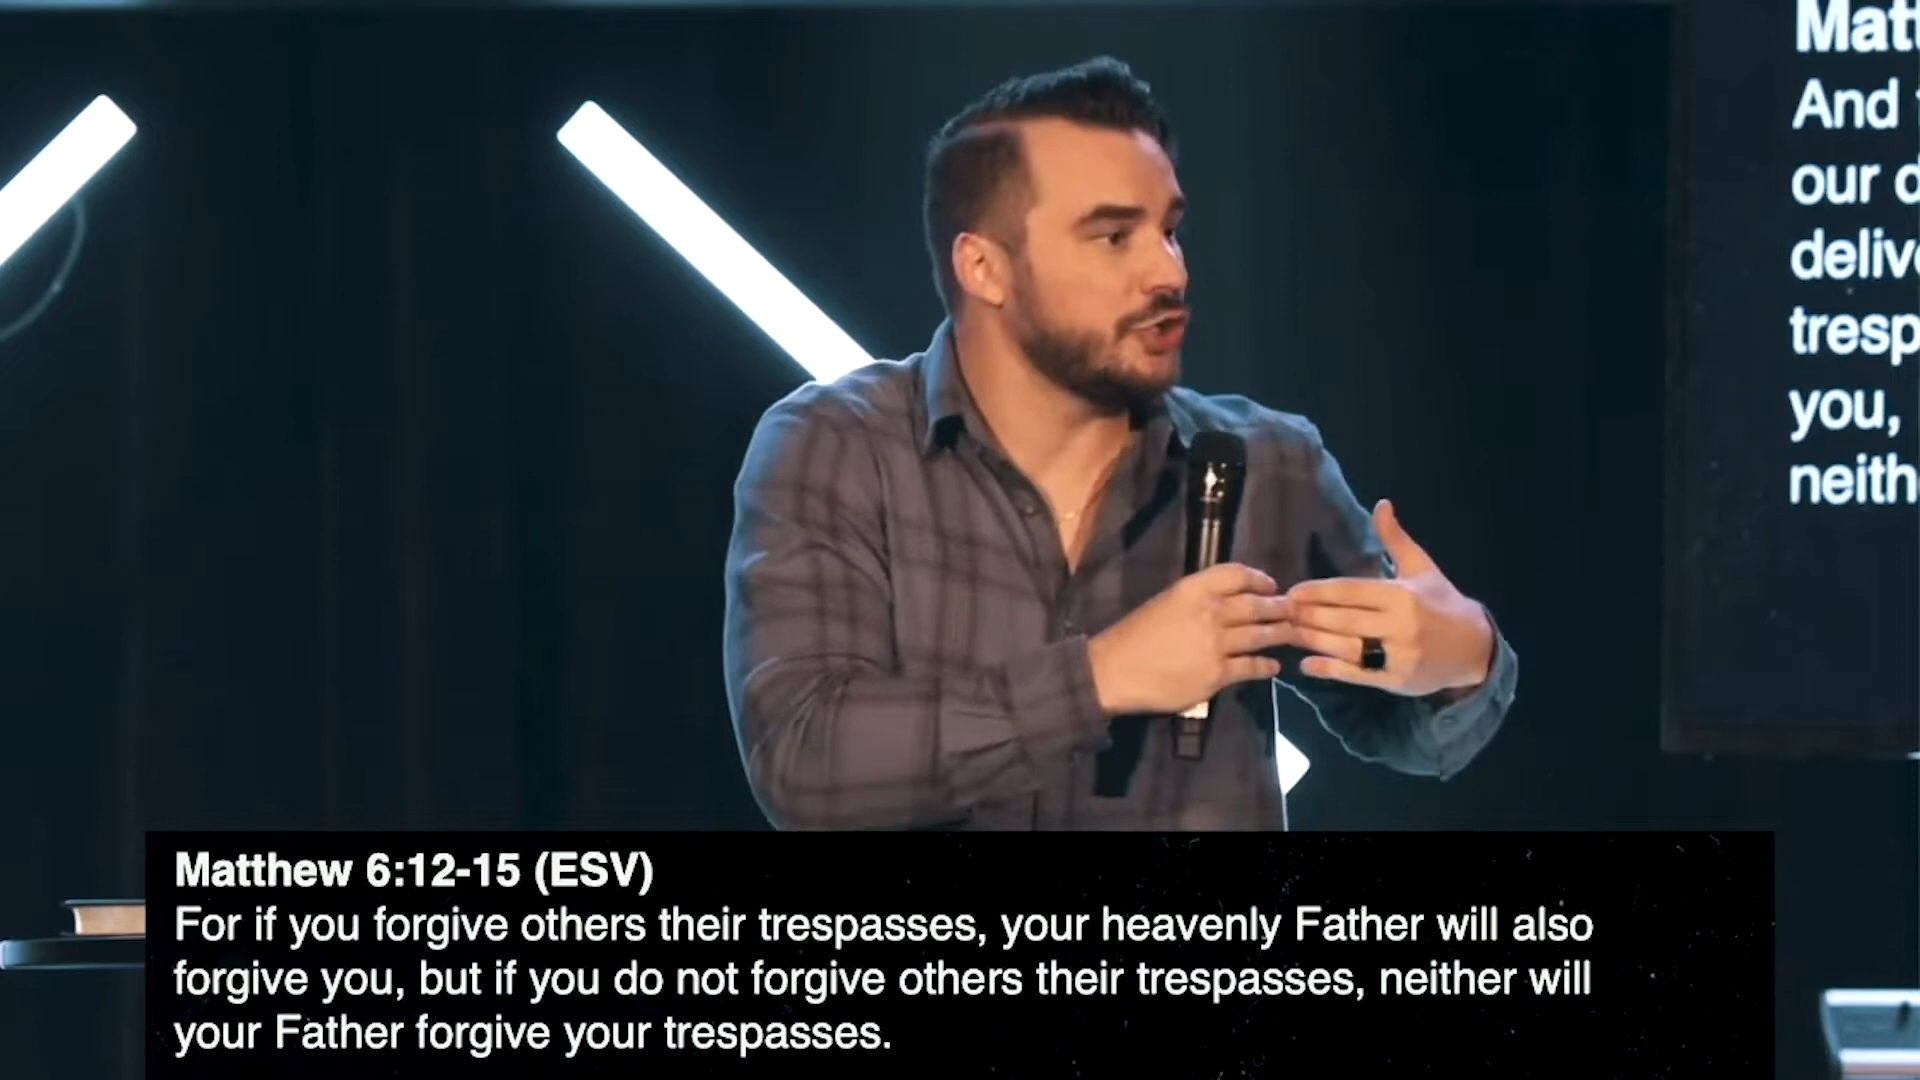 Matthew 6:12-15 (ESV)
For if you forgive others their trespasses, your heavenly Father will also
forgive you, but if you do not forgive others their trespasses, neither will
your Father forgive your trespasses.
And
our
you,